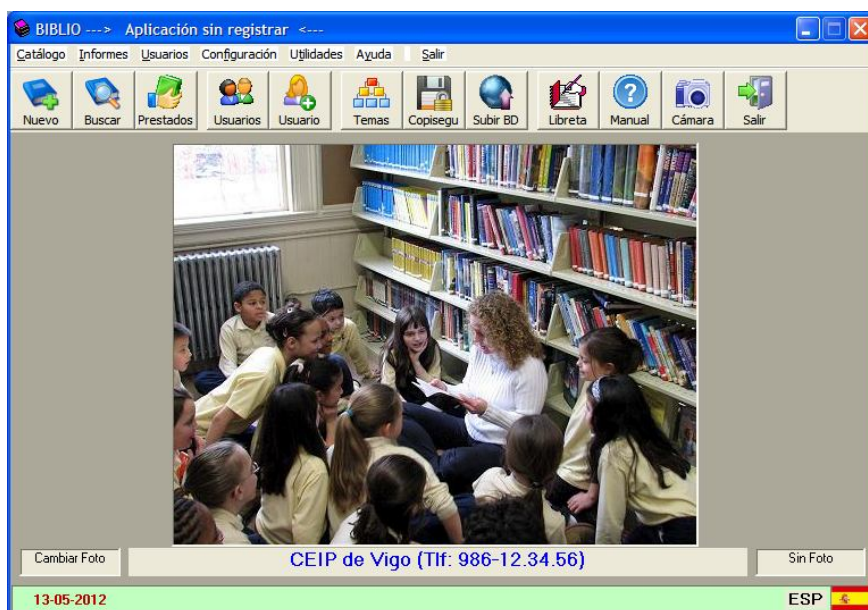 BIBLIO ---> Aplicación sin registrar <---
Catálogo Informes Usuarios Configuración Utilidades Ayuda Salir
Nuevo Buscar Prestados Usuarios Usuario Temas Copisegu Subir BD Libreta Manual Cámara Salir
Cambiar Foto CEIP de Vigo (Tlf: 986-12.34.56) Sin Foto
13-05-2012 ESP